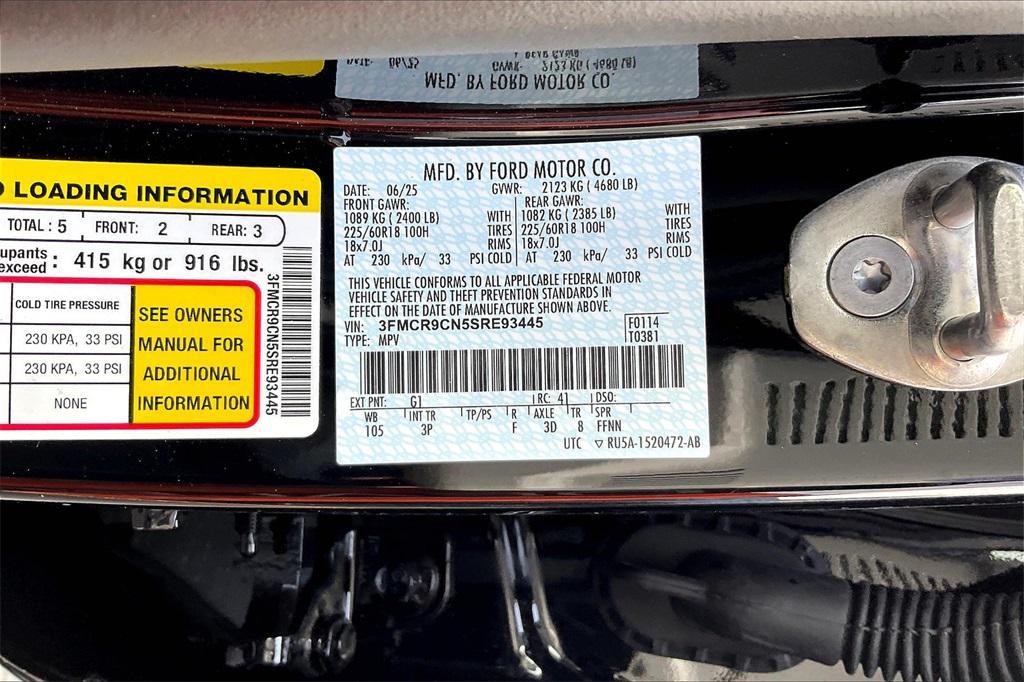 LOADING INFORMATION
TOTAL : 5 FRONT: 2 REAR: 3
exceed : 415 kg or 916 lbs.
COLD TIRE PRESSURE
230 KPA, 33 PSI
230 KPA, 33 PSI
NONE
SEE OWNERS
MANUAL FOR
ADDITIONAL
INFORMATION
3FMCR9CN5SRE93445
MFD. BY FORD MOTOR CO.
MFD. BY FORD MOTOR CO.
DATE: 06/25 GVWR: 2123 KG ( 4680 LB)
FRONT GAWR: REAR GAWR:
1089 KG ( 2400 LB) WITH 1082 KG ( 2385 LB) WITH
225/60R18 100H TIRES 225/60R18 100H TIRES
18x7.0J RIMS 18x7.0J RIMS
AT 230 kPa/ 33 PSI COLD AT 230 kPa/ 33 PSI COLD
THIS VEHICLE CONFORMS TO ALL APPLICABLE FEDERAL MOTOR
VEHICLE SAFETY AND THEFT PREVENTION STANDARDS IN
EFFECT ON THE DATE OF MANUFACTURE SHOWN ABOVE.
VIN: 3FMCR9CN5SRE93445 F0114
TYPE: MPV T0381
EXT PNT: G1 RC: 41 DSO:
WB INT TR TP/PS R AXLE TR SPR
105 3P F 3D 8 FFNN
UTC ▽ RU5A-1520472-AB